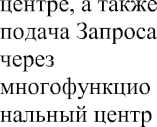 центре, а также
подача Запроса
через
многофункцио
нальный центр